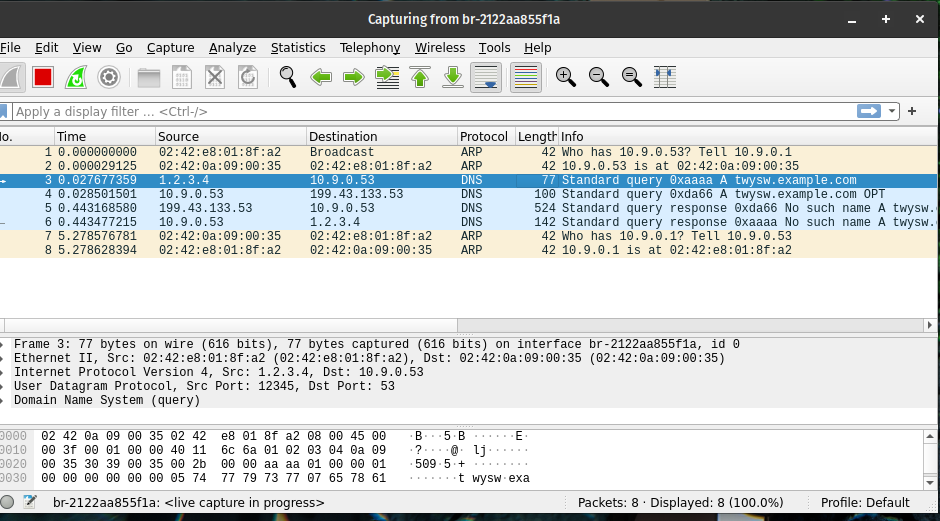 Capturing from br-2122aa855f1a
File Edit View Go Capture Analyze Statistics Telephony Wireless Tools Help
Apply a display filter … <Ctrl-/>
No. Time Source Destination Protocol Length Info
1 0.000000000 02:42:e8:01:8f:a2 Broadcast ARP 42 Who has 10.9.0.53? Tell 10.9.0.1
2 0.000029125 02:42:0a:09:00:35 02:42:e8:01:8f:a2 ARP 42 10.9.0.53 is at 02:42:0a:09:00:35
3 0.027677359 1.2.3.4 10.9.0.53 DNS 77 Standard query 0xaaaa A twysw.example.com
4 0.028501501 10.9.0.53 199.43.133.53 DNS 100 Standard query 0xda66 A twysw.example.com OPT
5 0.443168580 199.43.133.53 10.9.0.53 DNS 524 Standard query response 0xda66 No such name A twysw.
6 0.443477215 10.9.0.53 1.2.3.4 DNS 142 Standard query response 0xaaaa No such name A twysw.
7 5.278576781 02:42:0a:09:00:35 02:42:e8:01:8f:a2 ARP 42 Who has 10.9.0.1? Tell 10.9.0.53
8 5.278628394 02:42:e8:01:8f:a2 02:42:0a:09:00:35 ARP 42 10.9.0.1 is at 02:42:e8:01:8f:a2
Frame 3: 77 bytes on wire (616 bits), 77 bytes captured (616 bits) on interface br-2122aa855f1a, id 0
Ethernet II, Src: 02:42:e8:01:8f:a2 (02:42:e8:01:8f:a2), Dst: 02:42:0a:09:00:35 (02:42:0a:09:00:35)
Internet Protocol Version 4, Src: 1.2.3.4, Dst: 10.9.0.53
User Datagram Protocol, Src Port: 12345, Dst Port: 53
Domain Name System (query)
0000 02 42 0a 09 00 35 02 42 e8 01 8f a2 08 00 45 00 ·B···5·B ······E·
0010 00 3f 00 01 00 00 40 11 6c 6a 01 02 03 04 0a 09 ·?····@· lj······
0020 00 35 30 39 00 35 00 2b 00 00 aa aa 01 00 00 01 ·509·5·+ ········
0030 00 00 00 00 00 00 05 74 77 79 73 77 07 65 78 61 ·······t wysw·exa
br-2122aa855f1a: <live capture in progress> Packets: 8 · Displayed: 8 (100.0%) Profile: Default